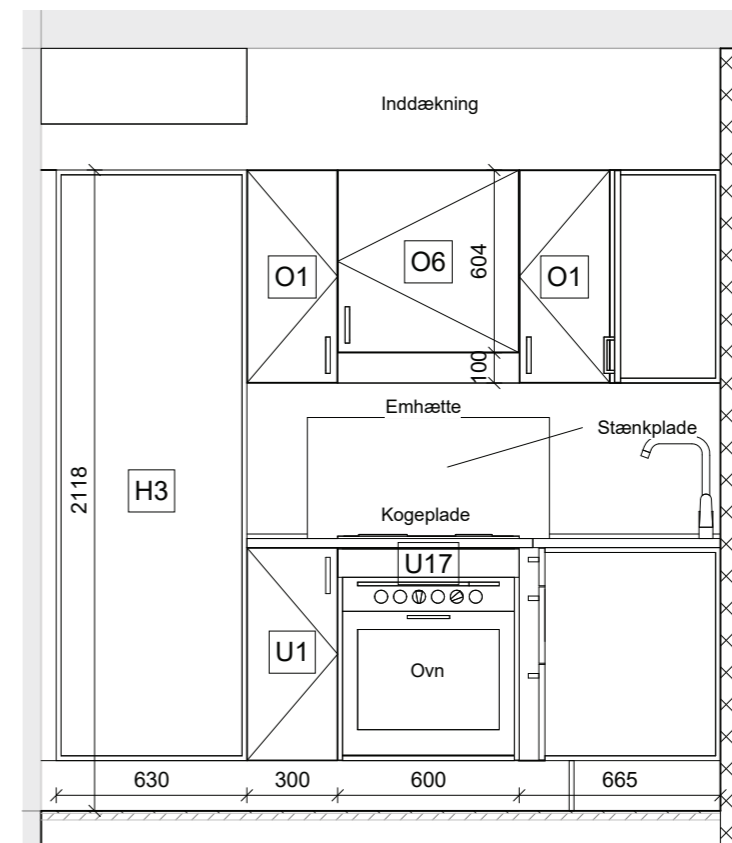 Inddækning
O1
O6
604
O1
100
Emhætte
Stænkplade
2118
H3
Kogeplade
U17
U1
Ovn
630 300 600 665